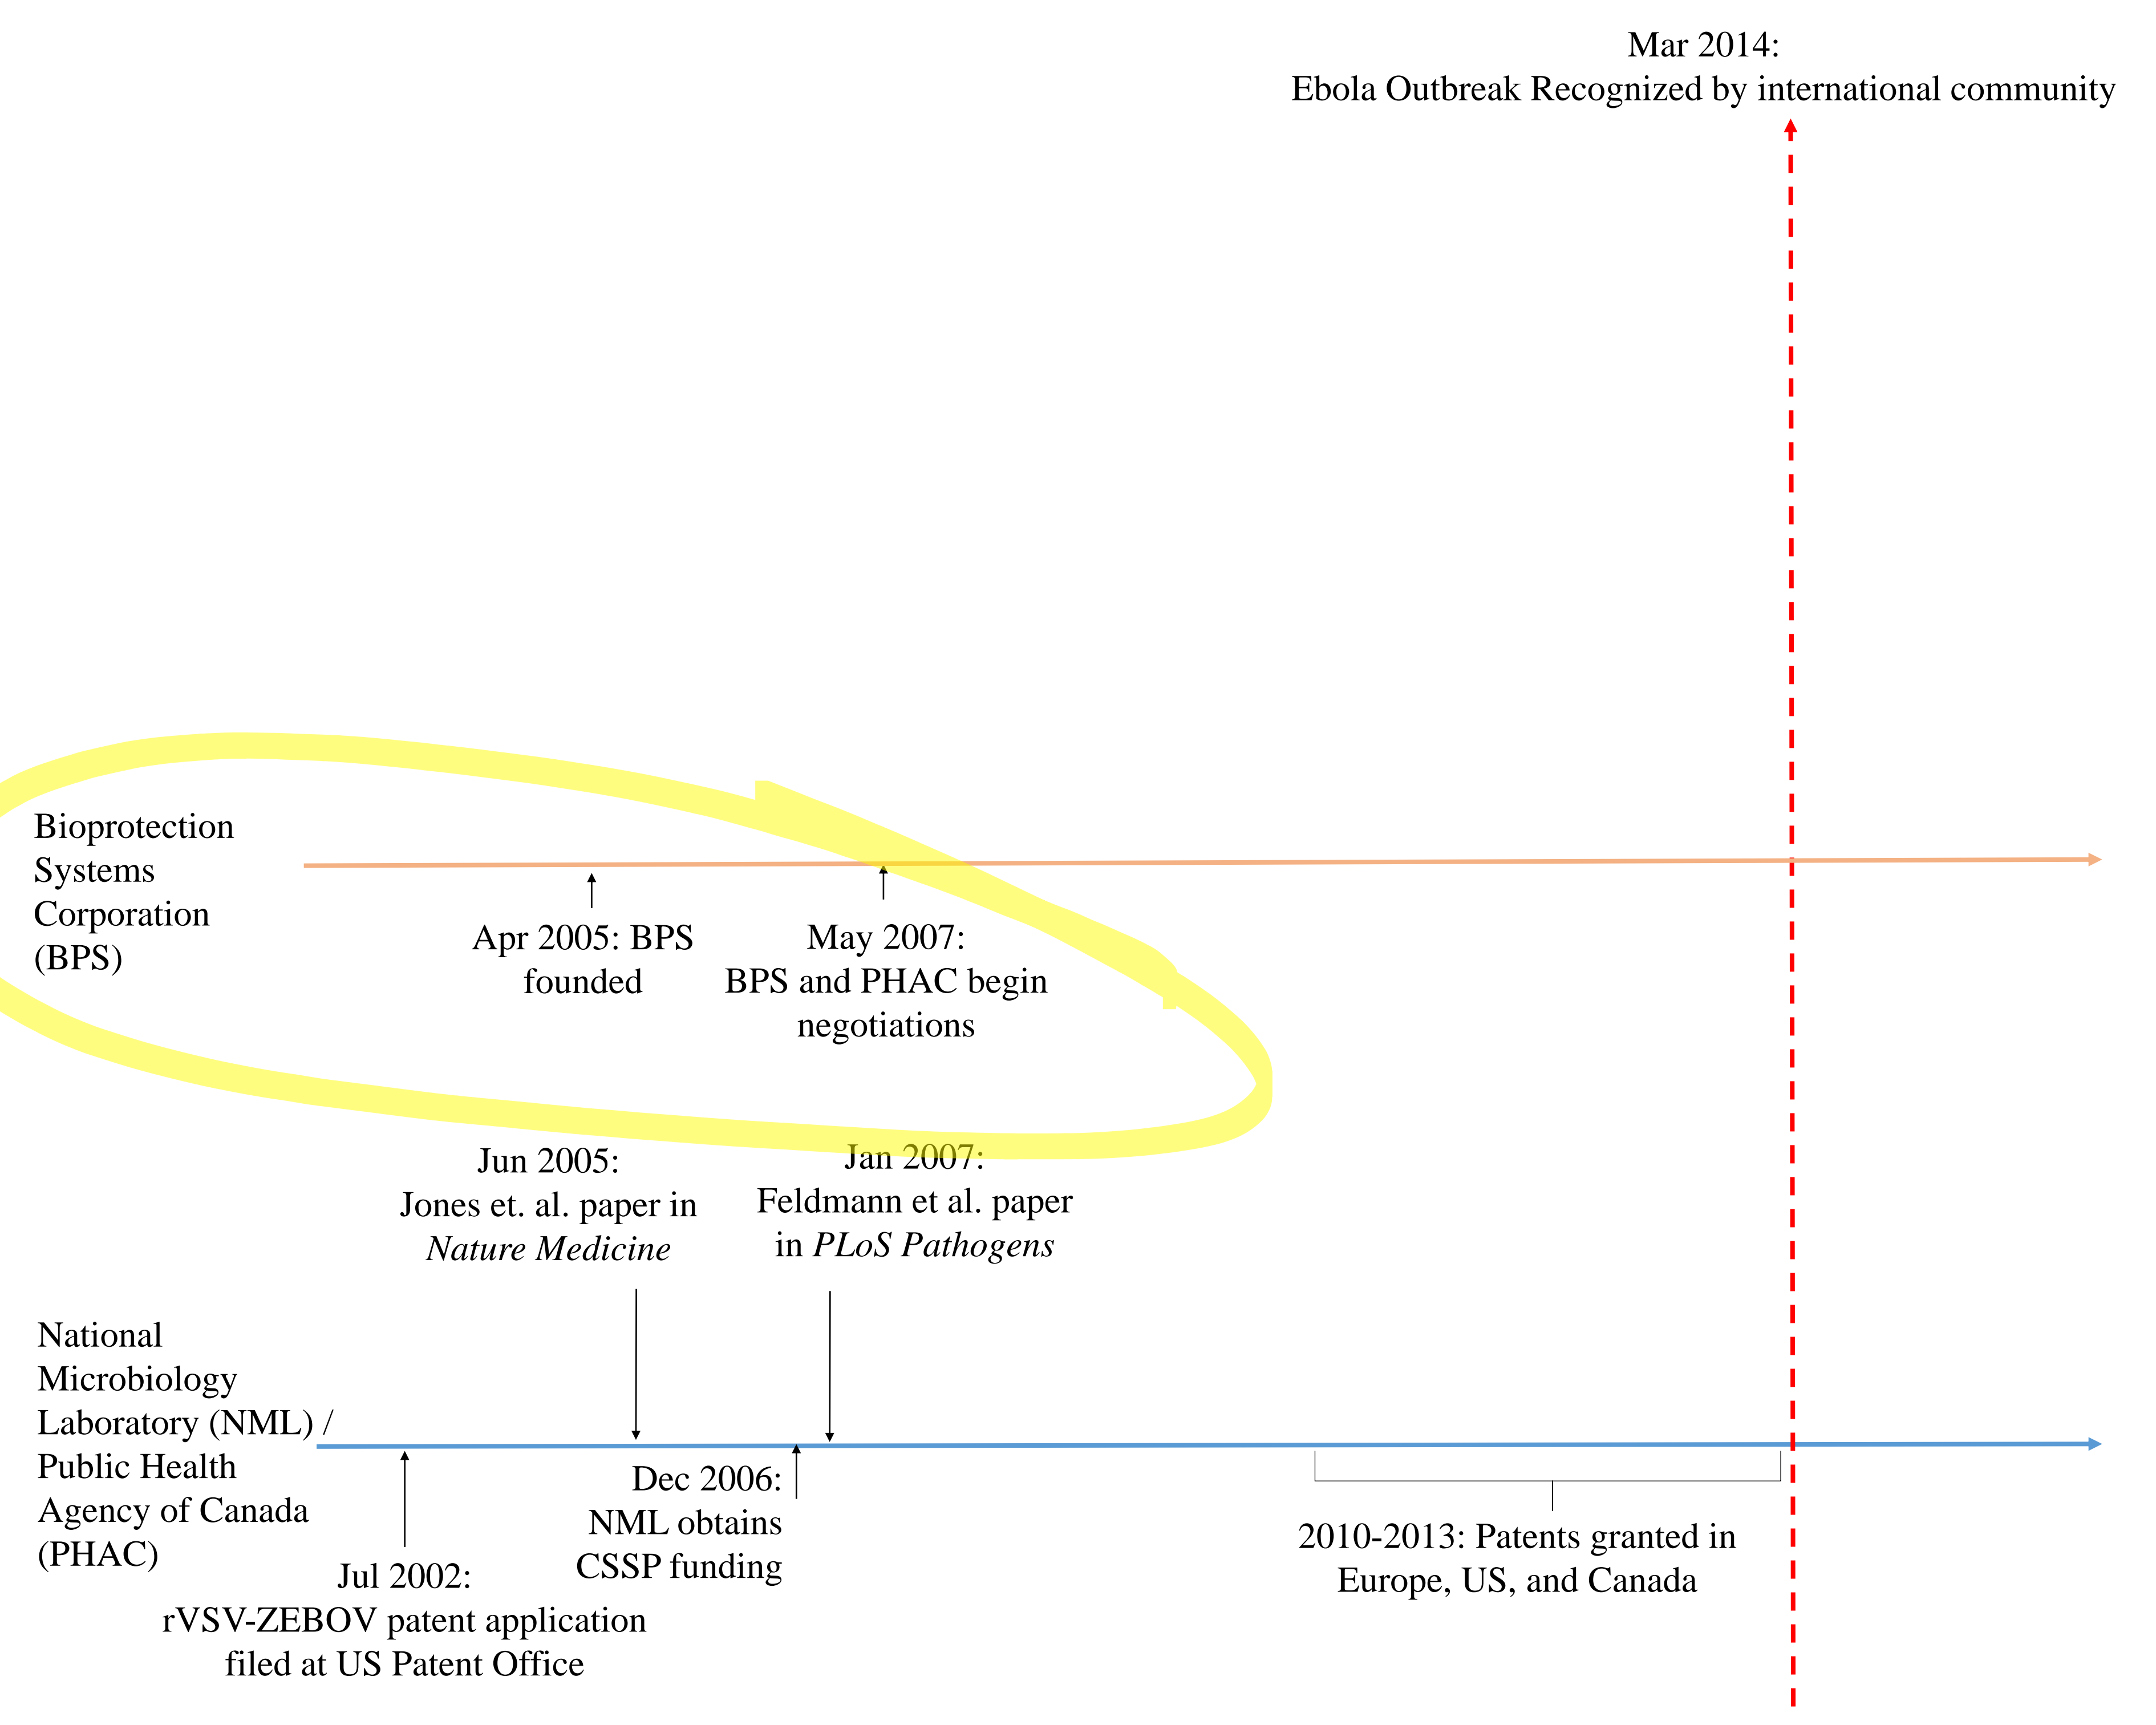 Mar 2014:
Ebola Outbreak Recognized by international community
Bioprotection
Systems
Corporation
(BPS)
Apr 2005: BPS
founded
May 2007:
BPS and PHAC begin
negotiations
Jun 2005:
Jones et. al. paper in
Nature Medicine
Jan 2007:
Feldmann et al. paper
in PLoS Pathogens
National
Microbiology
Laboratory (NML) /
Public Health
Agency of Canada
(PHAC)
Dec 2006:
NML obtains
CSSP funding
Jul 2002:
rVSV-ZEBOV patent application
filed at US Patent Office
2010-2013: Patents granted in
Europe, US, and Canada